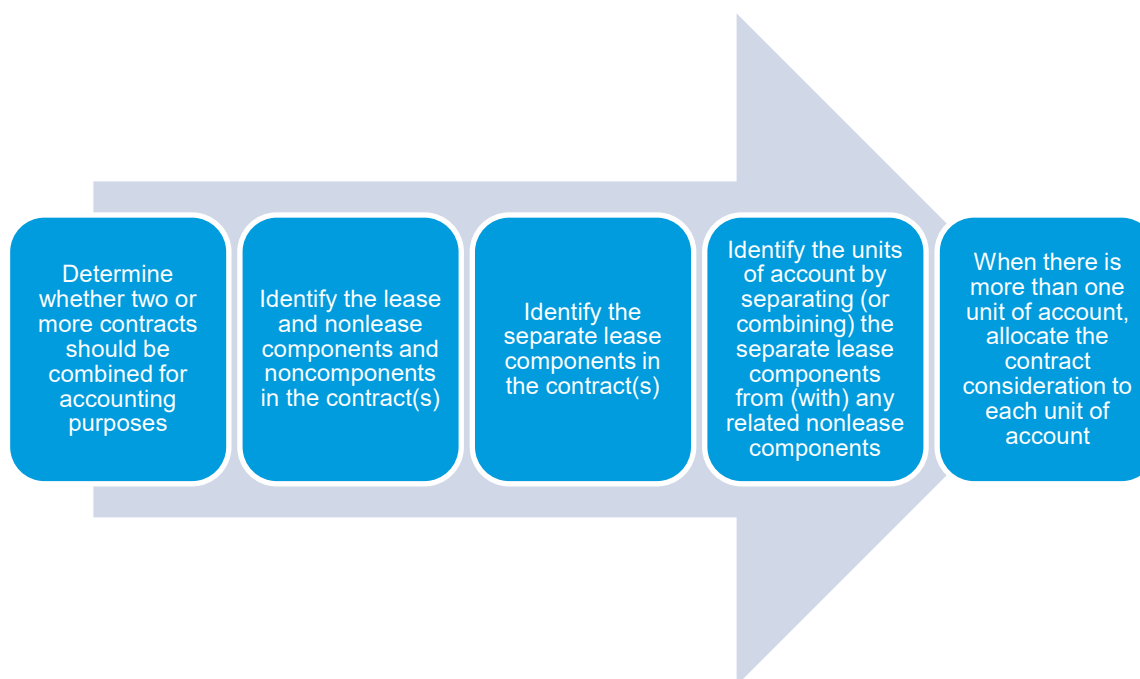 Determine
whether two or
more contracts
should be
combined for
accounting
purposes
Identify the lease
and nonlease
components and
noncomponents
in the contract(s)
Identify the
separate lease
components in
the contract(s)
Identify the units
of account by
separating (or
combining) the
separate lease
components
from (with) any
related nonlease
components
When there is
more than one
unit of account,
allocate the
contract
consideration to
each unit of
account